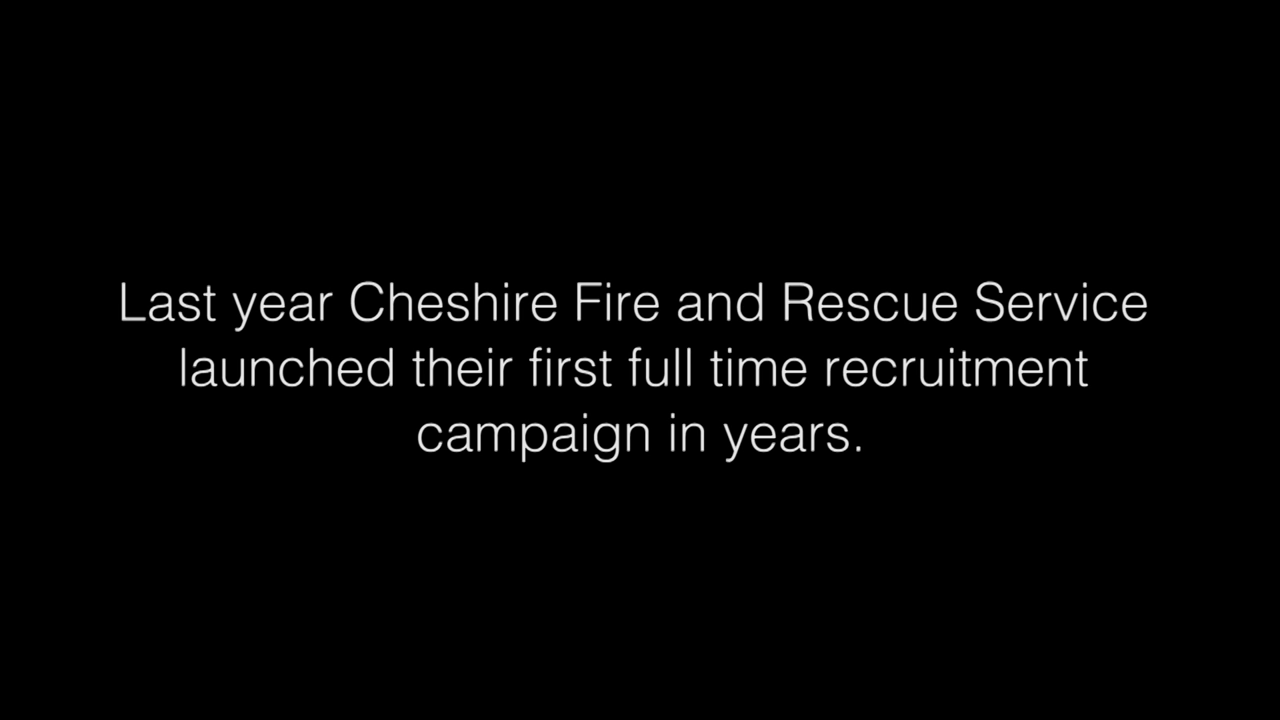 Last year Cheshire Fire and Rescue Service
launched their first full time recruitment
campaign in years.